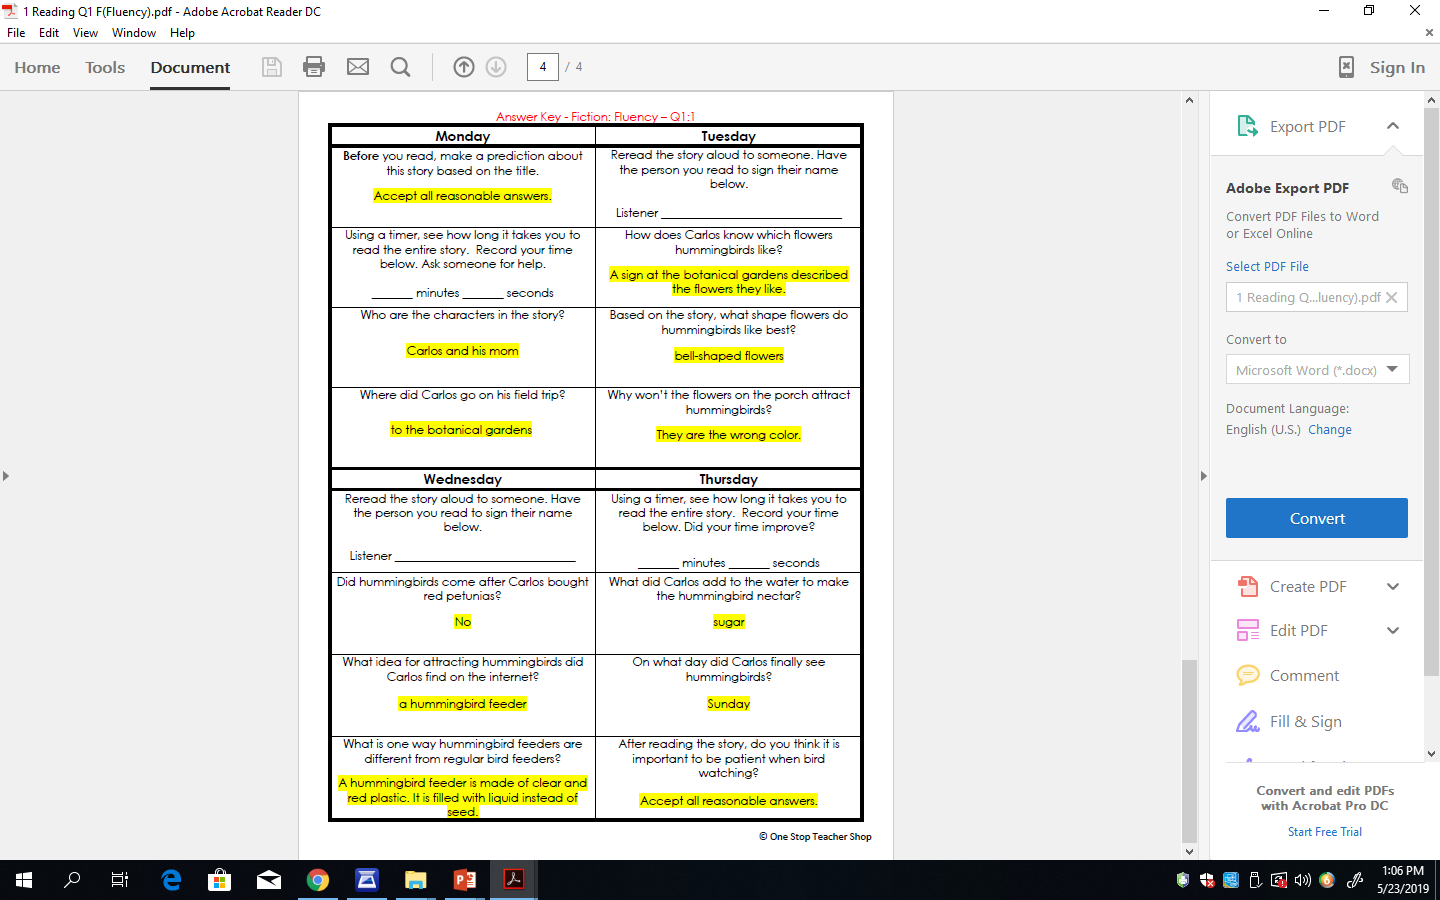 1 Reading Q1 F(Fluency).pdf - Adobe Acrobat Reader DC
File Edit View Window Help
Home Tools Document 4 / 4 Sign In
Answer Key - Fiction: Fluency – Q1:1
Monday
Before you read, make a prediction about
this story based on the title.
Accept all reasonable answers.
Using a timer, see how long it takes you to
read the entire story. Record your time
below. Ask someone for help.
______ minutes ______ seconds
Who are the characters in the story?
Carlos and his mom
Where did Carlos go on his field trip?
to the botanical gardens
Tuesday
Reread the story aloud to someone. Have
the person you read to sign their name
below.
Listener ___________________________
How does Carlos know which flowers
hummingbirds like?
A sign at the botanical gardens described
the flowers they like.
Based on the story, what shape flowers do
hummingbirds like best?
bell-shaped flowers
Why won't the flowers on the porch attract
hummingbirds?
They are the wrong color.
Wednesday
Reread the story aloud to someone. Have
the person you read to sign their name
below.
Listener ___________________________
Did hummingbirds come after Carlos bought
red petunias?
No
What idea for attracting hummingbirds did
Carlos find on the internet?
a hummingbird feeder
What is one way hummingbird feeders are
different from regular bird feeders?
A hummingbird feeder is made of clear and
red plastic. It is filled with liquid instead of
seed.
Thursday
Using a timer, see how long it takes you to
read the entire story. Record your time
below. Did your time improve?
______ minutes ______ seconds
What did Carlos add to the water to make
the hummingbird nectar?
sugar
On what day did Carlos finally see
hummingbirds?
Sunday
After reading the story, do you think it is
important to be patient when bird
watching?
Accept all reasonable answers.
© One Stop Teacher Shop
Export PDF
Adobe Export PDF
Convert PDF Files to Word
or Excel Online
Select PDF File
1 Reading Q...luency).pdf
Convert to
Microsoft Word (*.docx)
Document Language:
English (U.S.) Change
Convert
Create PDF
Edit PDF
Comment
Fill & Sign
Convert and edit PDFs
with Acrobat Pro DC
Start Free Trial
1:06 PM
5/23/2019